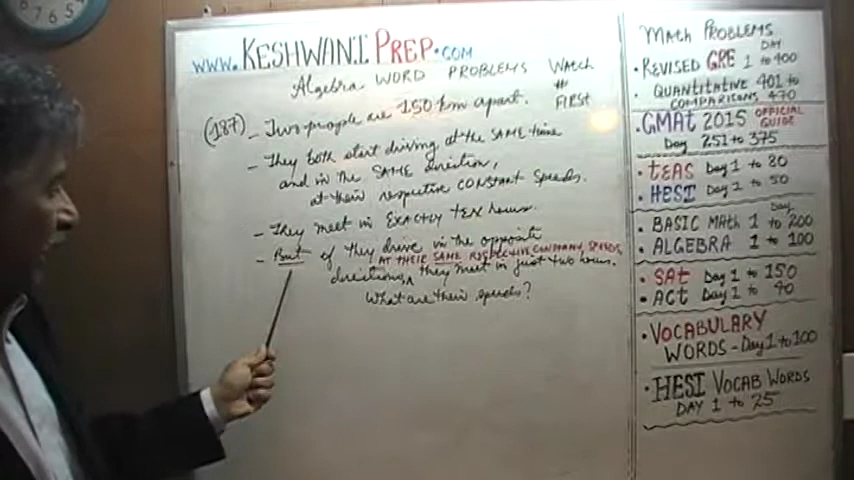 7 6 5
www.KESHWANIPREP.COM
Algebra WORD PROBLEMS WATCH
#
FIRST
(187) - Two people are 150 km apart.
- They both start driving at the SAME time
and in the SAME direction,
at their respective CONSTANT speeds.
- They meet in EXACTLY TEN hours.
- But if they drive in the opposite
AT THEIR SAME RESPECTIVE CONSTANT SPEEDS
directions, ^ they meet in just two hours.
What are their speeds?
MATH PROBLEMS
DAY
• REVISED GRE 1 to 400
• QUANTITATIVE 401 to
COMPARISONS 470
• GMAT 2015 OFFICIAL
GUIDE
Day 251 to 375
• TEAS Day 1 to 80
• HESI Day 1 to 50
DAY
• BASIC MATH 1 to 200
• ALGEBRA 1 to 100
• SAT Day 1 to 150
• ACT Day 1 to 90
• VOCABULARY
WORDS - Day 1 to 100
• HESI VOCAB WORDS
DAY 1 to 25